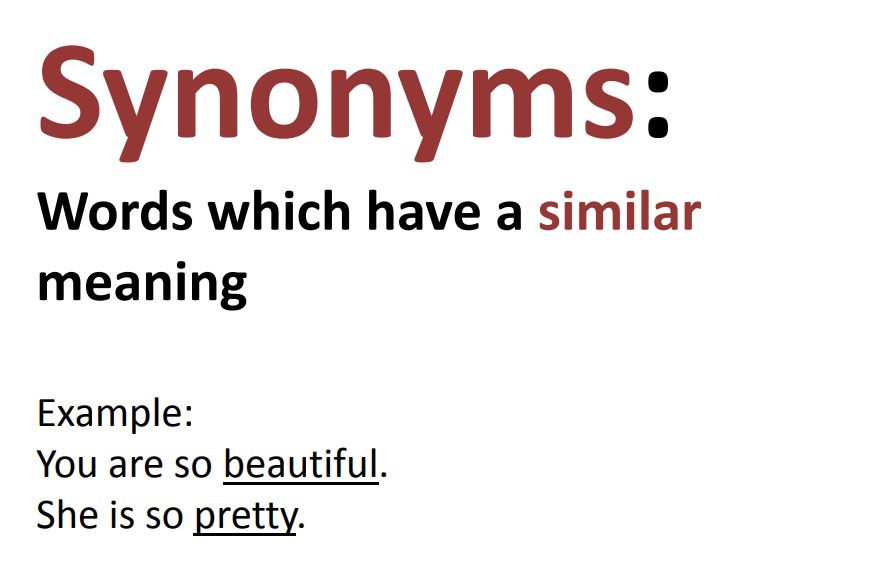 Synonyms:
Words which have a similar
meaning
Example:
You are so beautiful.
She is so pretty.